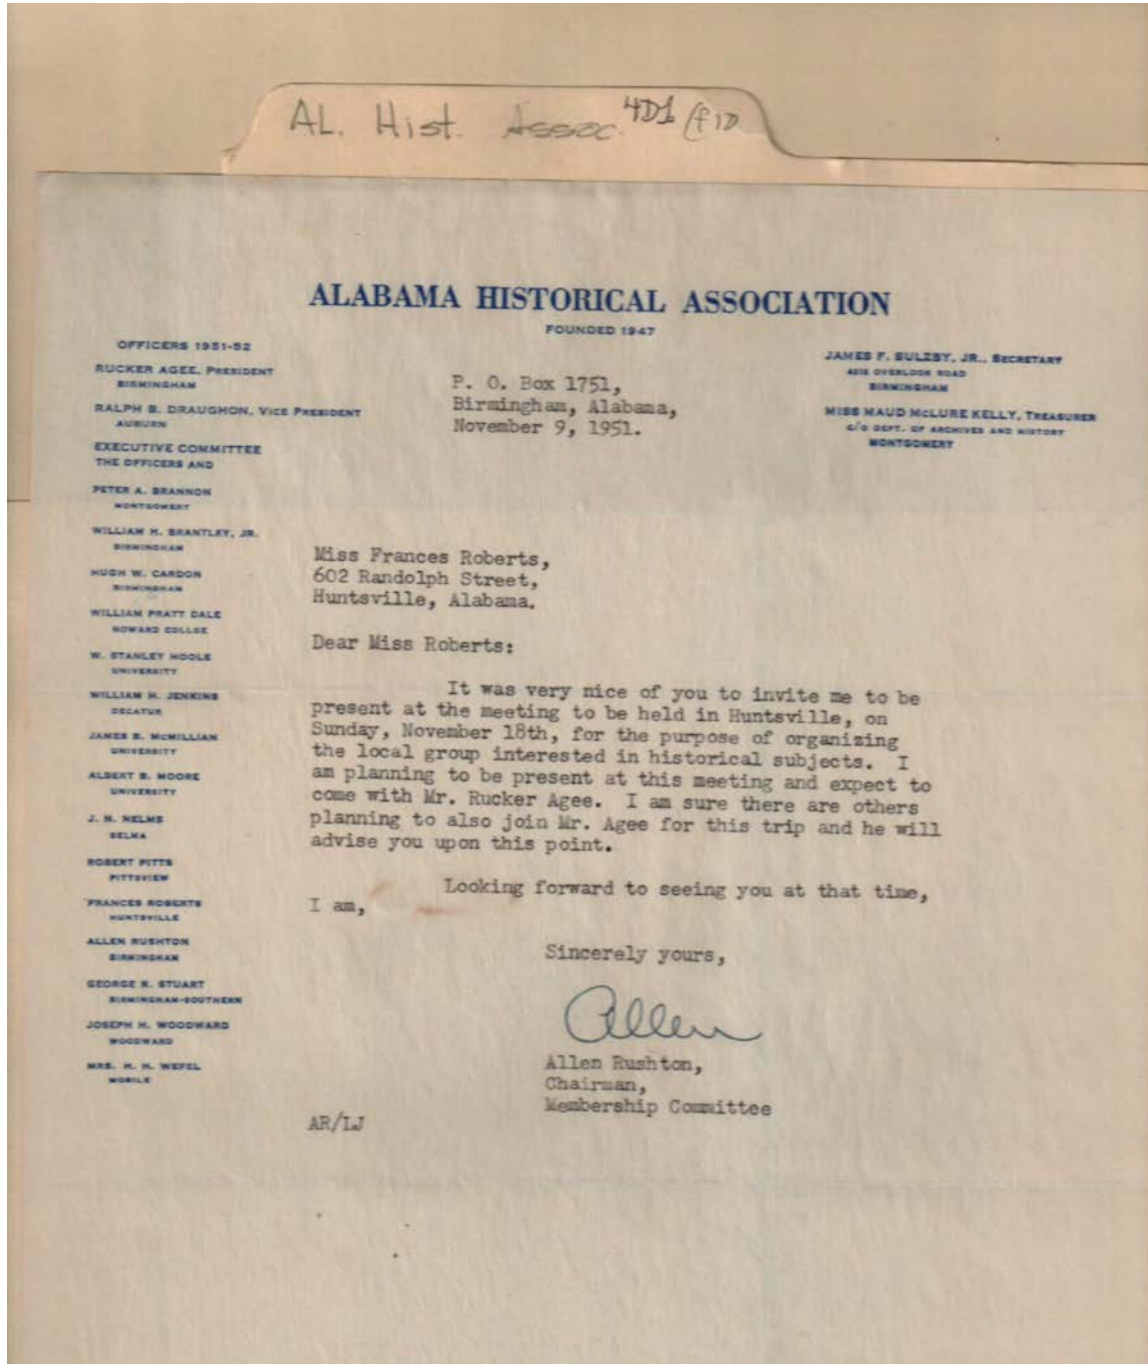 AL. Hist. Assoc. 4D1/f1D
ALABAMA HISTORICAL ASSOCIATION
FOUNDED 1947
OFFICERS 1951-52
RUCKER AGEE, PRESIDENT
BIRMINGHAM
RALPH B. DRAUGHON, VICE PRESIDENT
AUBURN
EXECUTIVE COMMITTEE
THE OFFICERS AND
PETER A. BRANNON
MONTGOMERY
WILLIAM H. BRANTLEY, JR.
BIRMINGHAM
HUGH W. CARDON
BIRMINGHAM
WILLIAM PRATT DALE
HOWARD COLLGE
W. STANLEY HOOLE
UNIVERSITY
WILLIAM H. JENKINS
DECATUR
JAMES B. McMILLIAN
UNIVERSITY
ALBERT B. MOORE
UNIVERSITY
J. N. NELMS
SELMA
ROBERT PITTS
PITTSVIEW
FRANCES ROBERTS
HUNTSVILLE
ALLEN RUSHTON
BIRMINGHAM
GEORGE R. STUART
BIRMINGHAM-SOUTHERN
JOSEPH H. WOODWARD
WOODWARD
MRS. H. H. WEFEL
MOBILE
JAMES F. SULZBY, JR., SECRETARY
4212 OVERLOOK ROAD
BIRMINGHAM
MISS MAUD McLURE KELLY, TREASURER
C/O DEPT. OF ARCHIVES AND HISTORY
MONTGOMERY
P. O. Box 1751,
Birmingham, Alabama,
November 9, 1951.
Miss Frances Roberts,
602 Randolph Street,
Huntsville, Alabama.
Dear Miss Roberts:
It was very nice of you to invite me to be
present at the meeting to be held in Huntsville, on
Sunday, November 18th, for the purpose of organizing
the local group interested in historical subjects. I
am planning to be present at this meeting and expect to
come with Mr. Rucker Agee. I am sure there are others
planning to also join Mr. Agee for this trip and he will
advise you upon this point.
Looking forward to seeing you at that time,
I am,
Sincerely yours,
Allen
Allen Rushton,
Chairman,
Membership Committee
AR/LJ